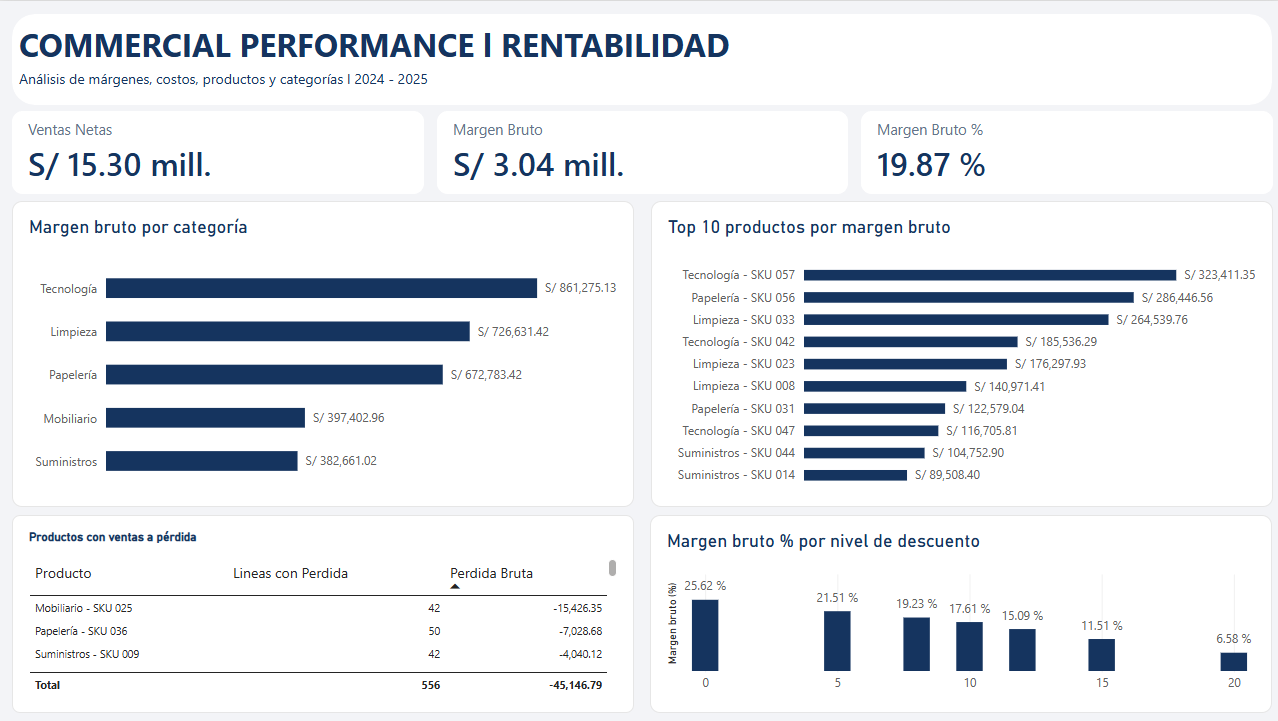 COMMERCIAL PERFORMANCE l RENTABILIDAD
Análisis de márgenes, costos, productos y categorías l 2024 - 2025
Ventas Netas
S/ 15.30 mill.
Margen Bruto
S/ 3.04 mill.
Margen Bruto %
19.87 %
Margen bruto por categoría
Tecnología S/ 861,275.13
Limpieza S/ 726,631.42
Papelería S/ 672,783.42
Mobiliario S/ 397,402.96
Suministros S/ 382,661.02
Top 10 productos por margen bruto
Tecnología - SKU 057 S/ 323,411.35
Papelería - SKU 056 S/ 286,446.56
Limpieza - SKU 033 S/ 264,539.76
Tecnología - SKU 042 S/ 185,536.29
Limpieza - SKU 023 S/ 176,297.93
Limpieza - SKU 008 S/ 140,971.41
Papelería - SKU 031 S/ 122,579.04
Tecnología - SKU 047 S/ 116,705.81
Suministros - SKU 044 S/ 104,752.90
Suministros - SKU 014 S/ 89,508.40
Productos con ventas a pérdida
Producto Lineas con Perdida Perdida Bruta
Mobiliario - SKU 025 42 -15,426.35
Papelería - SKU 036 50 -7,028.68
Suministros - SKU 009 42 -4,040.12
Total 556 -45,146.79
Margen bruto % por nivel de descuento
Margen bruto (%)
25.62 % 21.51 % 19.23 % 17.61 % 15.09 % 11.51 % 6.58 %
0 5 10 15 20